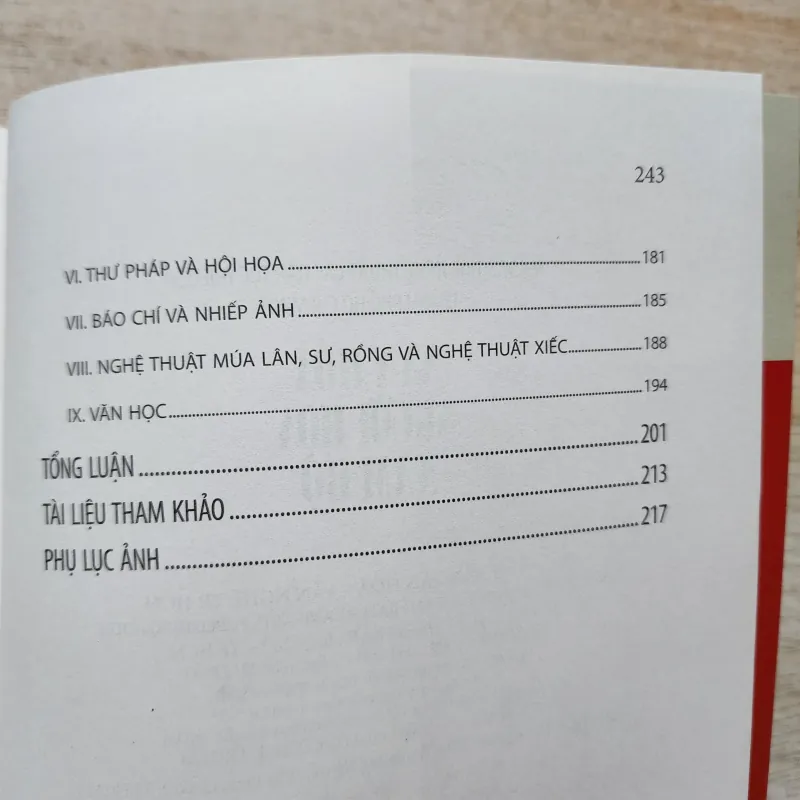 243
VI. THƯ PHÁP VÀ HỘI HỌA ........ 181
VII. BÁO CHÍ VÀ NHIẾP ẢNH ........ 185
VIII. NGHỆ THUẬT MÚA LÂN, SƯ, RỒNG VÀ NGHỆ THUẬT XIẾC ........ 188
IX. VĂN HỌC ........ 194
TỔNG LUẬN ........ 201
TÀI LIỆU THAM KHẢO ........ 213
PHỤ LỤC ẢNH ........ 217